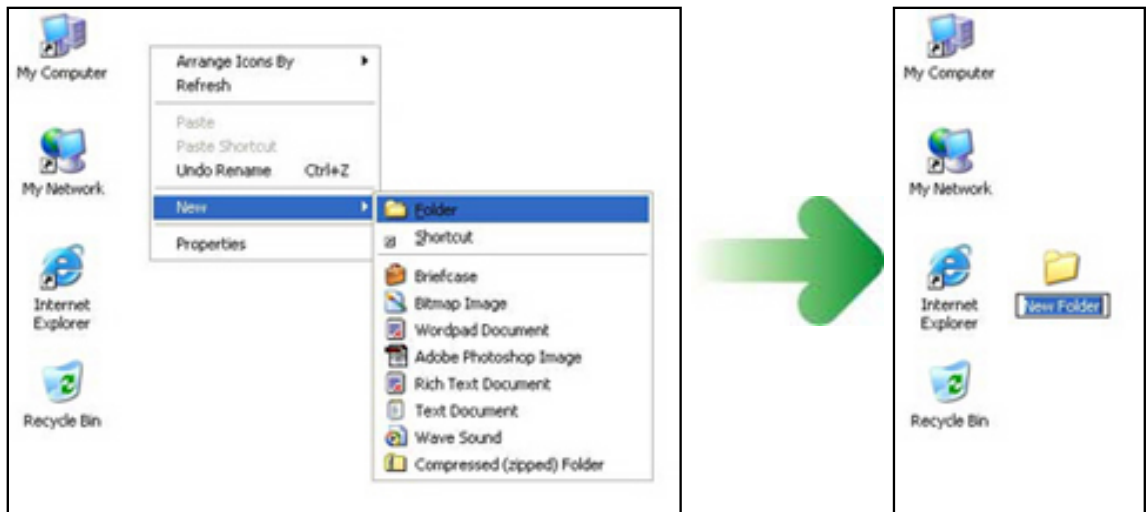 My Computer
My Network
Internet
Explorer
Recycle Bin
Arrange Icons By
Refresh
Paste
Paste Shortcut
Undo Rename Ctrl+Z
New
Properties
Folder
Shortcut
Briefcase
Bitmap Image
Wordpad Document
Adobe Photoshop Image
Rich Text Document
Text Document
Wave Sound
Compressed (zipped) Folder
My Computer
My Network
Internet
Explorer
New Folder
Recycle Bin